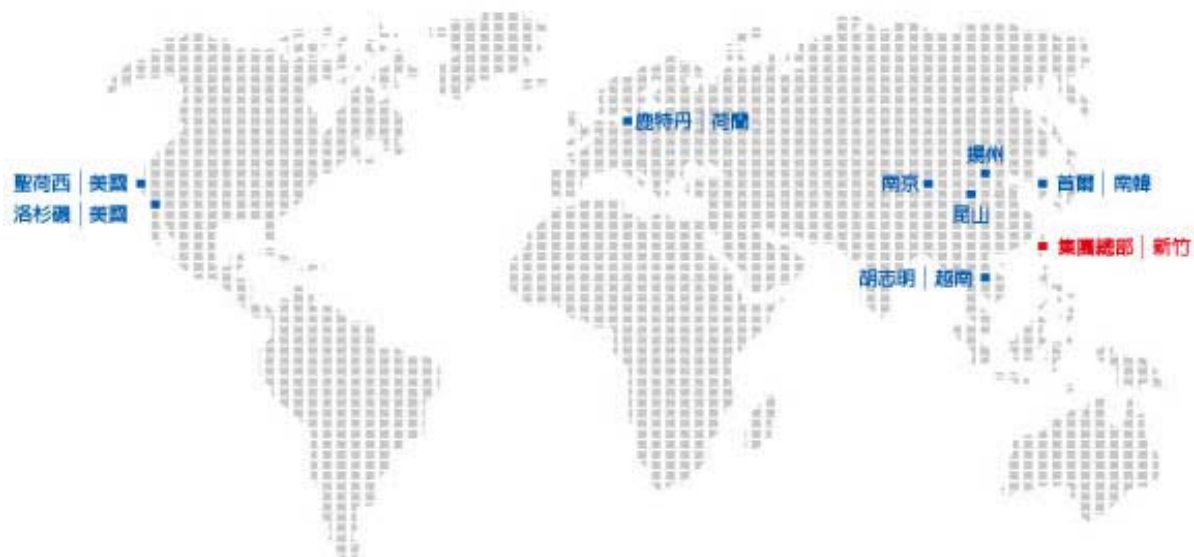 鹿特丹｜荷蘭
揚州
聖荷西｜美國
南京
首爾｜南韓
洛杉磯｜美國
昆山
集團總部｜新竹
胡志明｜越南